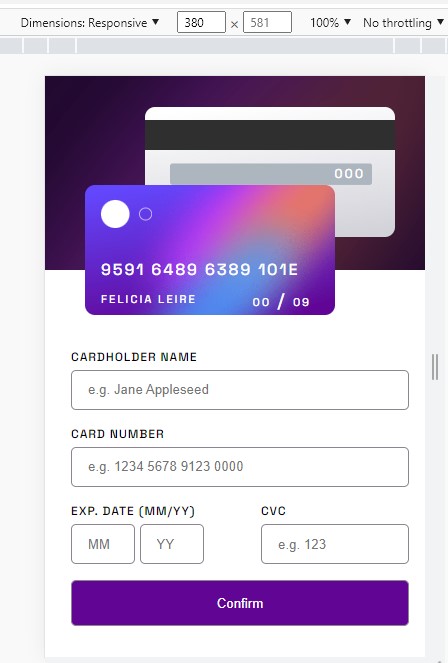 Dimensions: Responsive ▼ 380 × 581 100% ▼ No throttling ▼
000
9591 6489 6389 101E
FELICIA LEIRE 00 / 09
CARDHOLDER NAME
e.g. Jane Appleseed
CARD NUMBER
e.g. 1234 5678 9123 0000
EXP. DATE (MM/YY) CVC
MM YY e.g. 123
Confirm